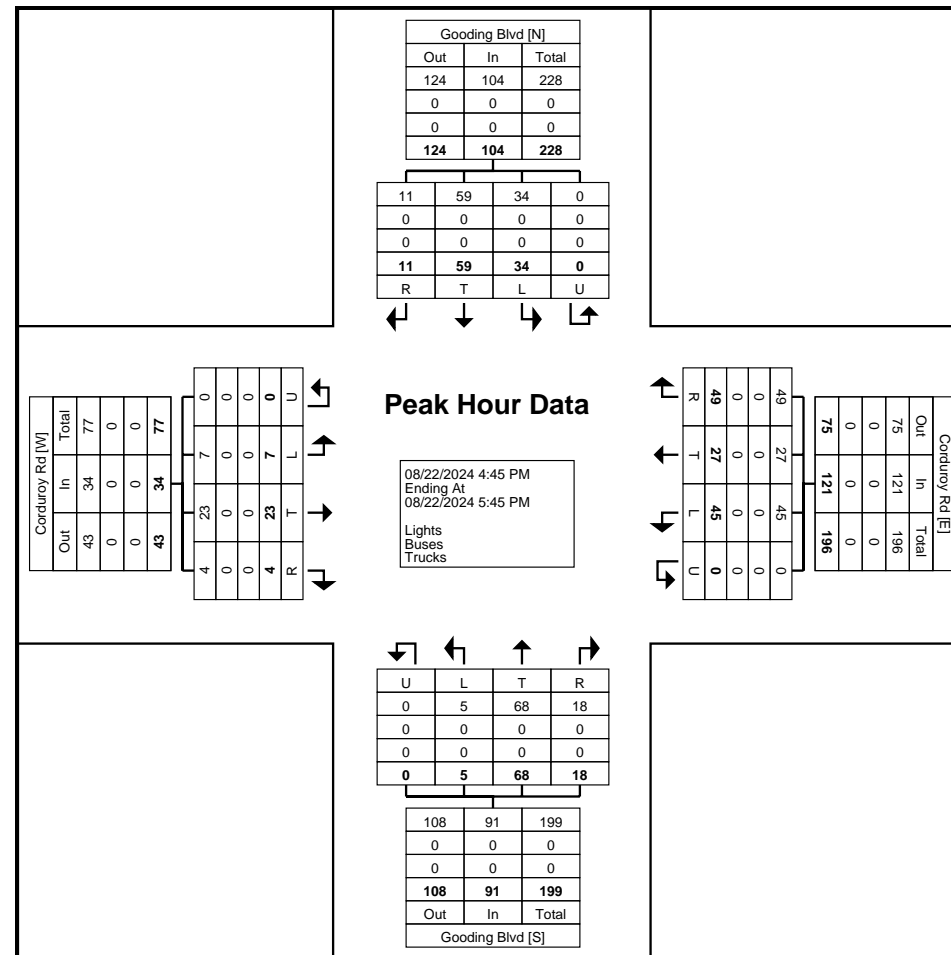 Gooding Blvd [N]
Out In Total
124 104 228
0 0 0
0 0 0
124 104 228
11 59 34 0
0 0 0 0
0 0 0 0
11 59 34 0
R T L U
Corduroy Rd [W]
Total In Out
77 34 43
0 0 0
0 0 0
77 34 43
0 7 23 4
0 0 0 0
0 0 0 0
0 7 23 4
U L T R
Peak Hour Data
08/22/2024 4:45 PM
Ending At
08/22/2024 5:45 PM
Lights
Buses
Trucks
R T L U
49 27 45 0
0 0 0 0
0 0 0 0
49 27 45 0
75 121 196
0 0 0
0 0 0
75 121 196
Out In Total
Corduroy Rd [E]
U L T R
0 5 68 18
0 0 0 0
0 0 0 0
0 5 68 18
108 91 199
0 0 0
0 0 0
108 91 199
Out In Total
Gooding Blvd [S]